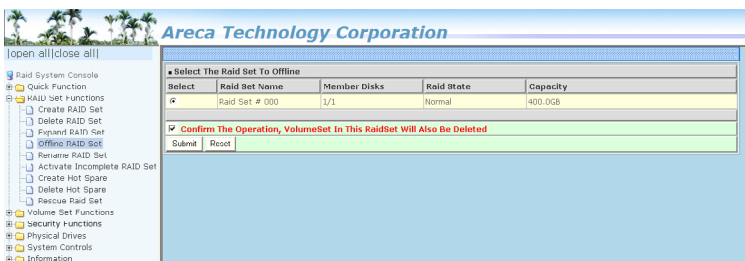 Areca Technology Corporation
|open all|close all|
Raid System Console
Quick Function
RAID Set Functions
Create RAID Set
Delete RAID Set
Expand RAID Set
Offline RAID Set
Rename RAID Set
Activate Incomplete RAID Set
Create Hot Spare
Delete Hot Spare
Rescue Raid Set
Volume Set Functions
Security Functions
Physical Drives
System Controls
Information
Select The Raid Set To Offline
Select Raid Set Name Member Disks Raid State Capacity
Raid Set # 000 1/1 Normal 400.0GB
Confirm The Operation, VolumeSet In This RaidSet Will Also Be Deleted
Submit Reset